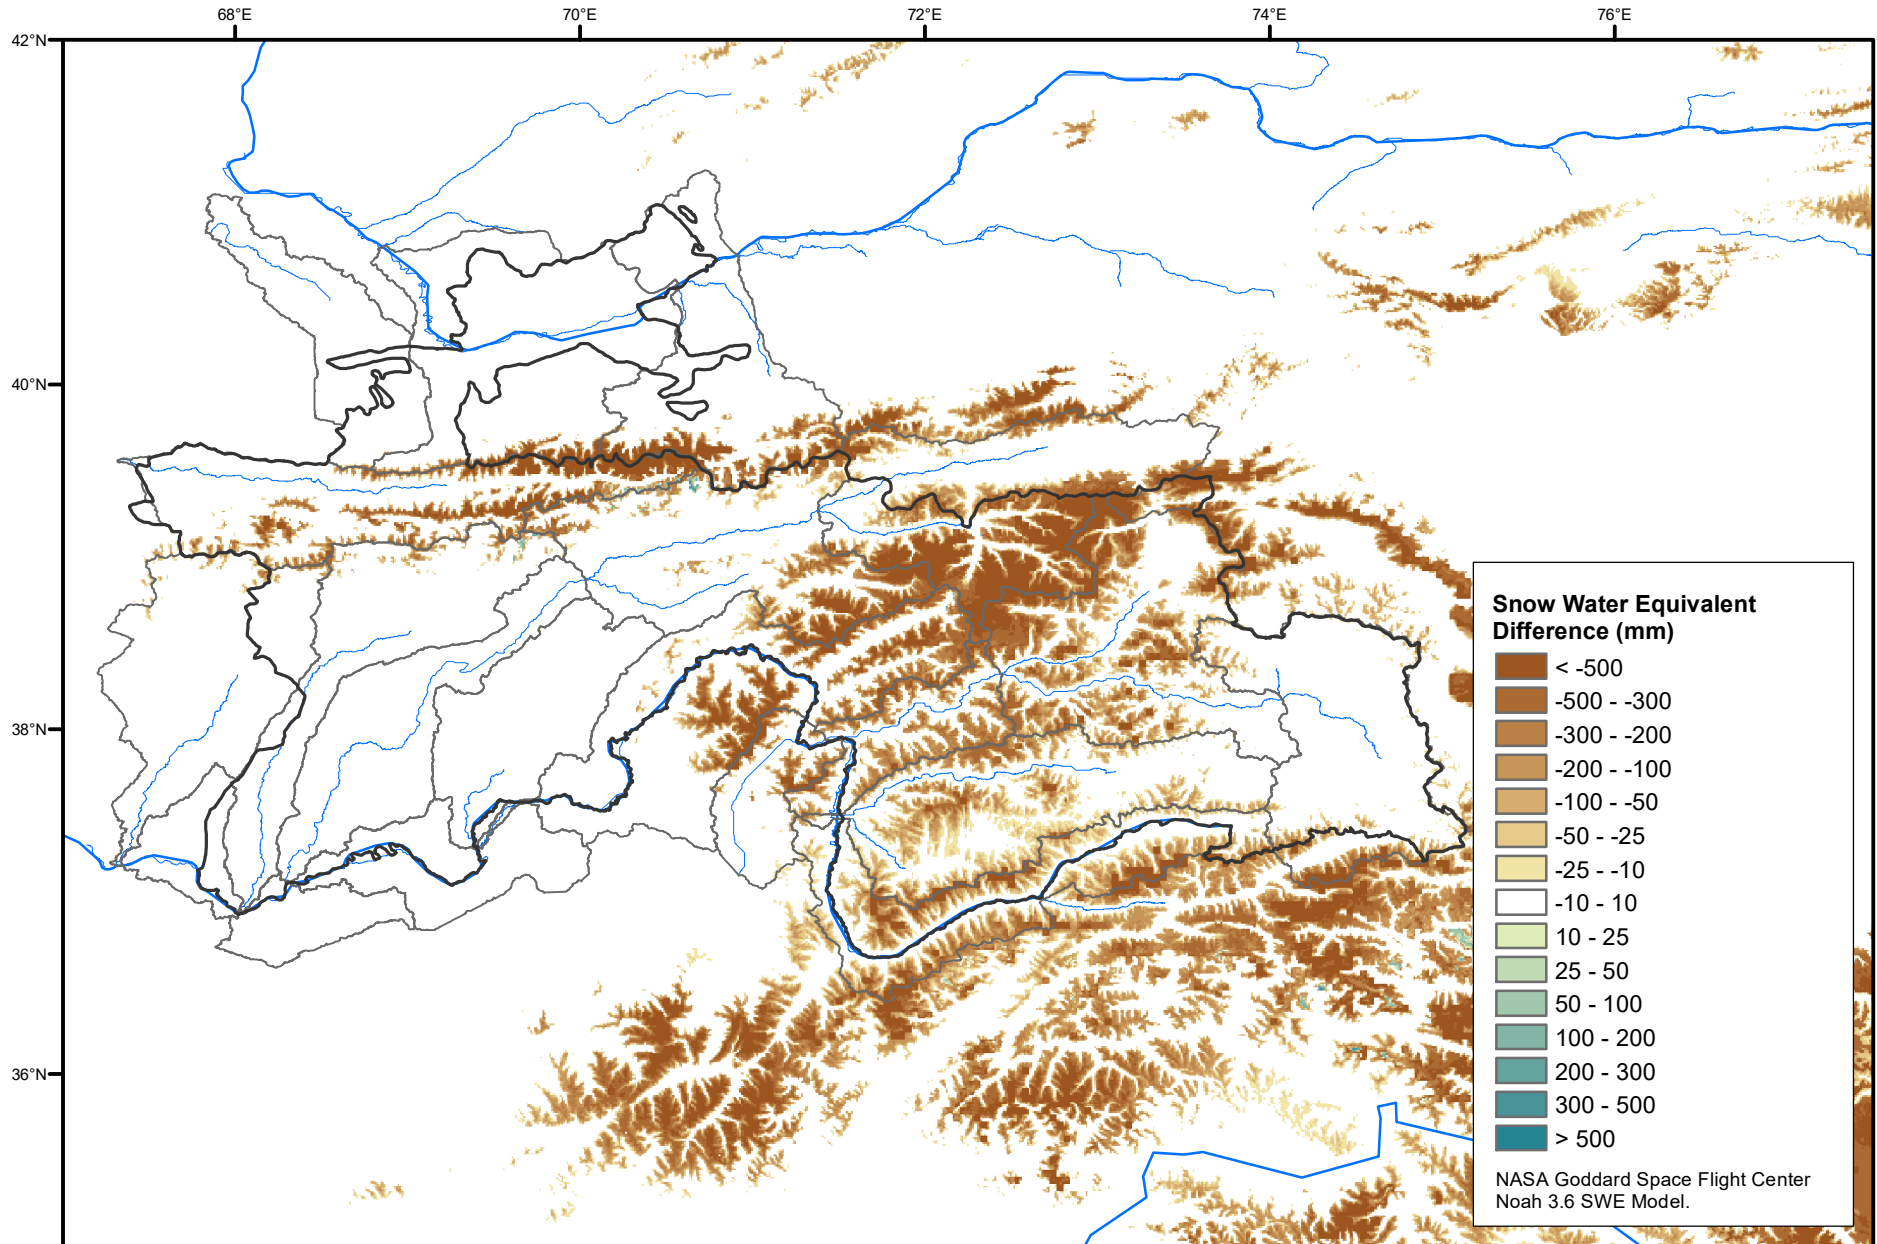 68°E 70°E 72°E 74°E 76°E
42°N
40°N
38°N
36°N
Snow Water Equivalent
Difference (mm)
< -500
-500 - -300
-300 - -200
-200 - -100
-100 - -50
-50 - -25
-25 - -10
-10 - 10
10 - 25
25 - 50
50 - 100
100 - 200
200 - 300
300 - 500
> 500
NASA Goddard Space Flight Center
Noah 3.6 SWE Model.